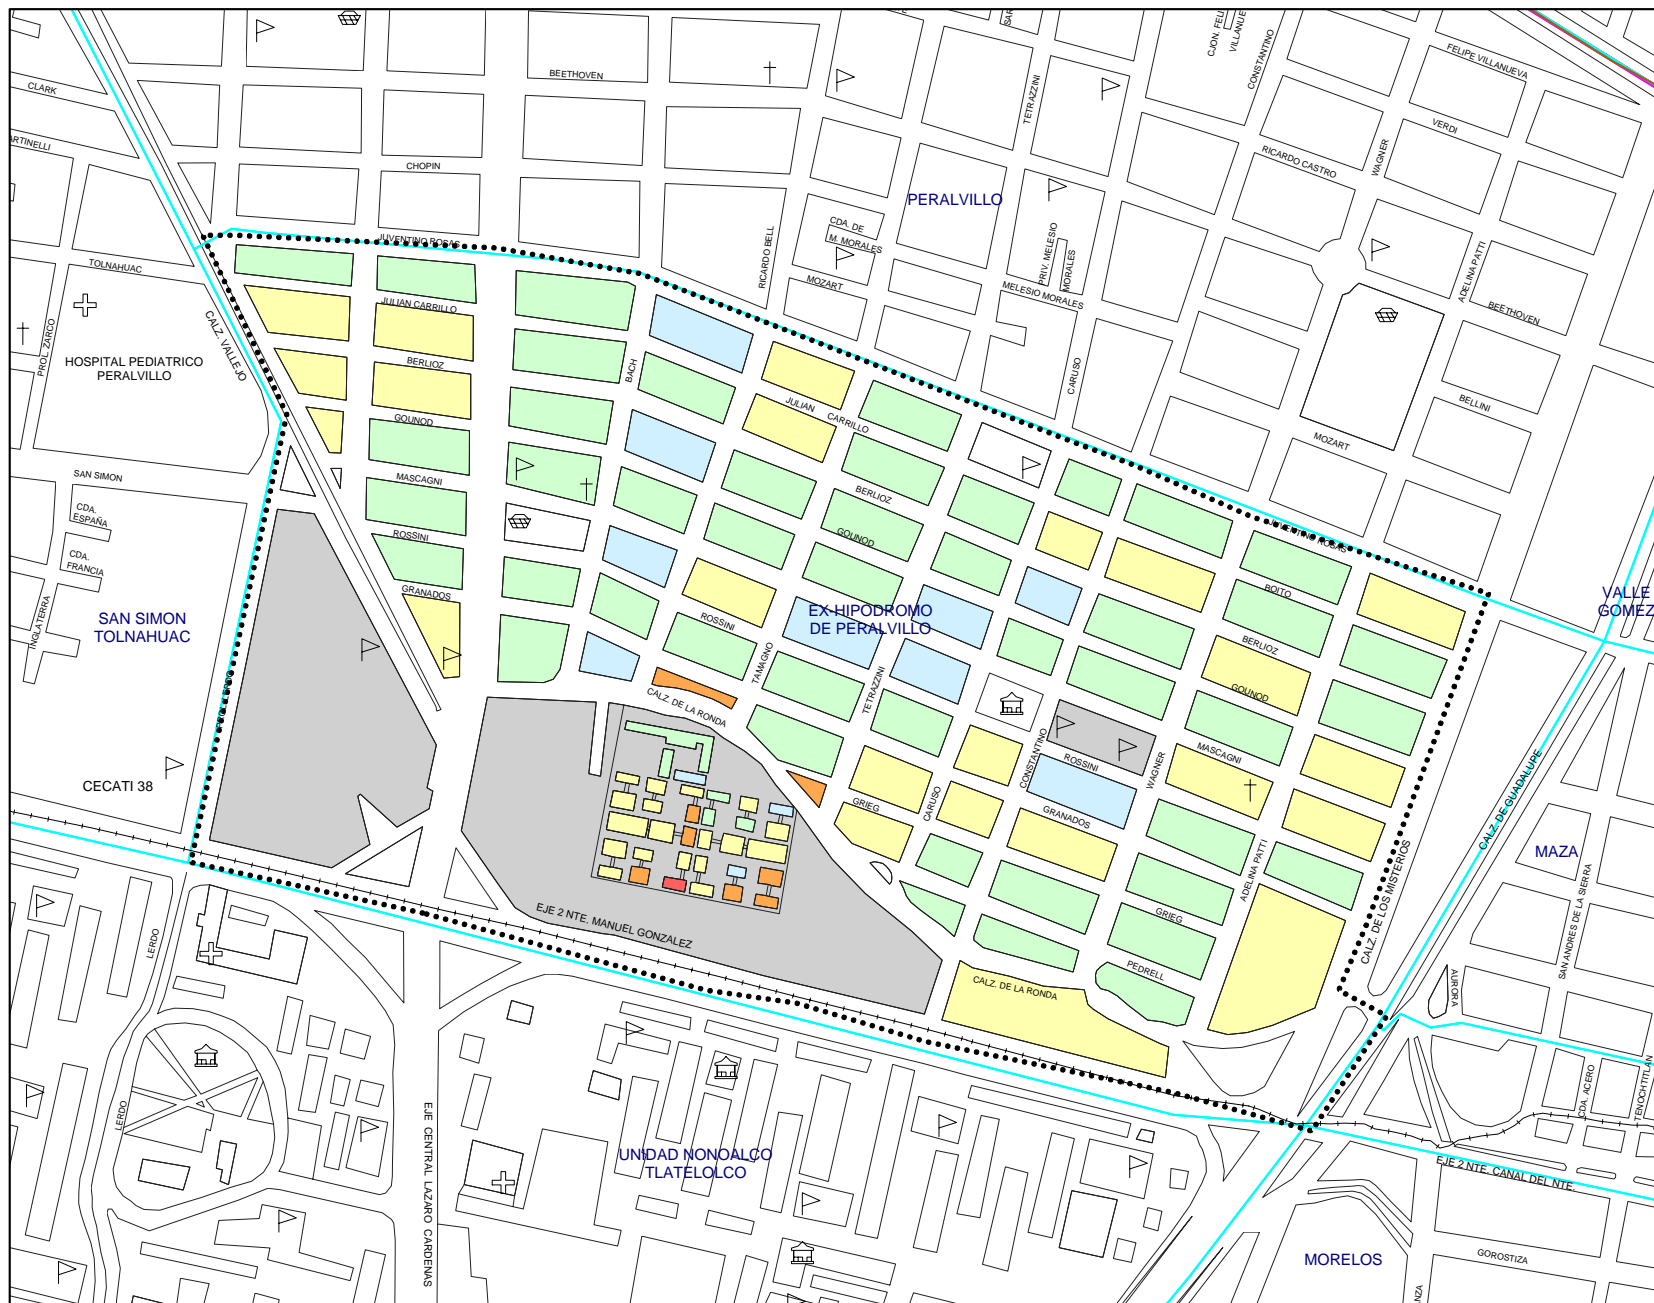 CLARK
BEETHOVEN
CHOPIN
JUVENTINO ROSAS
TOLNAHUAC
PROL. ZARCO
HOSPITAL PEDIATRICO
PERALVILLO
CALZ. VALLEJO
SAN SIMON
CDA.
ESPAÑA
CDA.
FRANCIA
INGLATERRA
SAN SIMON
TOLNAHUAC
CECATI 38
JULIAN CARRILLO
BERLIOZ
GOUNOD
MASCAGNI
ROSSINI
GRANADOS
BACH
RICARDO BELL
CDA. DE
M. MORALES
MOZART
PERALVILLO
TETRAZZINI
PRIV. MELESIO
MORALES
MELESIO MORALES
CARUSO
CJON. FELI
VILLANUE
CONSTANTINO
FELIPE VILLANUEVA
VERDI
RICARDO CASTRO
WAGNER
ADELINA PATTI
BEETHOVEN
BELLINI
MOZART
JUVENTINO ROSAS
JULIAN
CARRILLO
BERLIOZ
GOUNOD
BOITO
BERLIOZ
GOUNOD
MASCAGNI
EX-HIPODROMO
DE PERALVILLO
VALLE
GOMEZ
ROSSINI
TAMAGNO
TETRAZZINI
CALZ. DE LA RONDA
CONSTANTINO
ROSSINI
WAGNER
GRANADOS
GRIEG
CARUSO
ADELINA PATTI
GRIEG
PEDRELL
CALZ. DE LA RONDA
CALZ. DE LOS MISTERIOS
CALZ. DE GUADALUPE
MAZA
SAN ANDRES DE LA SIERRA
AURORA
CDA. ACERO
TENOCHTITLAN
EJE 2 NTE. MANUEL GONZALEZ
LERDO
LERDO
EJE CENTRAL LAZARO CARDENAS
UNIDAD NONOALCO
TLATELOLCO
EJE 2 NTE. CANAL DEL NTE.
MORELOS
GOROSTIZA